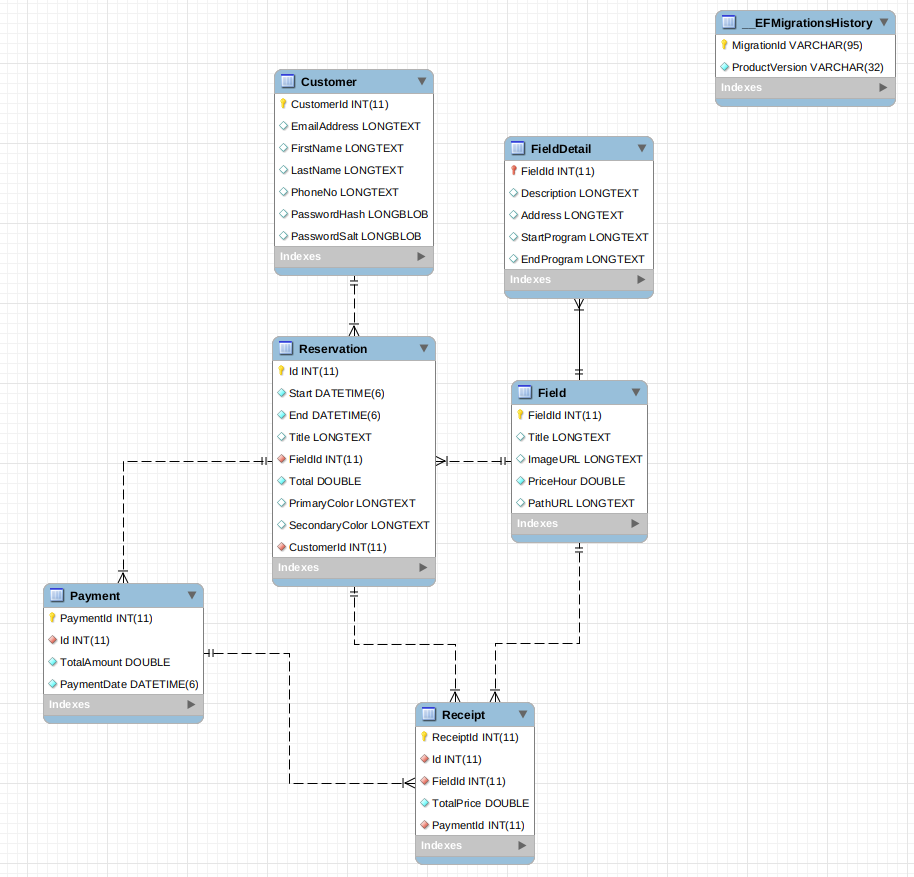 __EFMigrationsHistory
MigrationId VARCHAR(95)
ProductVersion VARCHAR(32)
Indexes
Customer
CustomerId INT(11)
EmailAddress LONGTEXT
FirstName LONGTEXT
LastName LONGTEXT
PhoneNo LONGTEXT
PasswordHash LONGBLOB
PasswordSalt LONGBLOB
Indexes
FieldDetail
FieldId INT(11)
Description LONGTEXT
Address LONGTEXT
StartProgram LONGTEXT
EndProgram LONGTEXT
Indexes
Reservation
Id INT(11)
Start DATETIME(6)
End DATETIME(6)
Title LONGTEXT
FieldId INT(11)
Total DOUBLE
PrimaryColor LONGTEXT
SecondaryColor LONGTEXT
CustomerId INT(11)
Indexes
Field
FieldId INT(11)
Title LONGTEXT
ImageURL LONGTEXT
PriceHour DOUBLE
PathURL LONGTEXT
Indexes
Payment
PaymentId INT(11)
Id INT(11)
TotalAmount DOUBLE
PaymentDate DATETIME(6)
Indexes
Receipt
ReceiptId INT(11)
Id INT(11)
FieldId INT(11)
TotalPrice DOUBLE
PaymentId INT(11)
Indexes